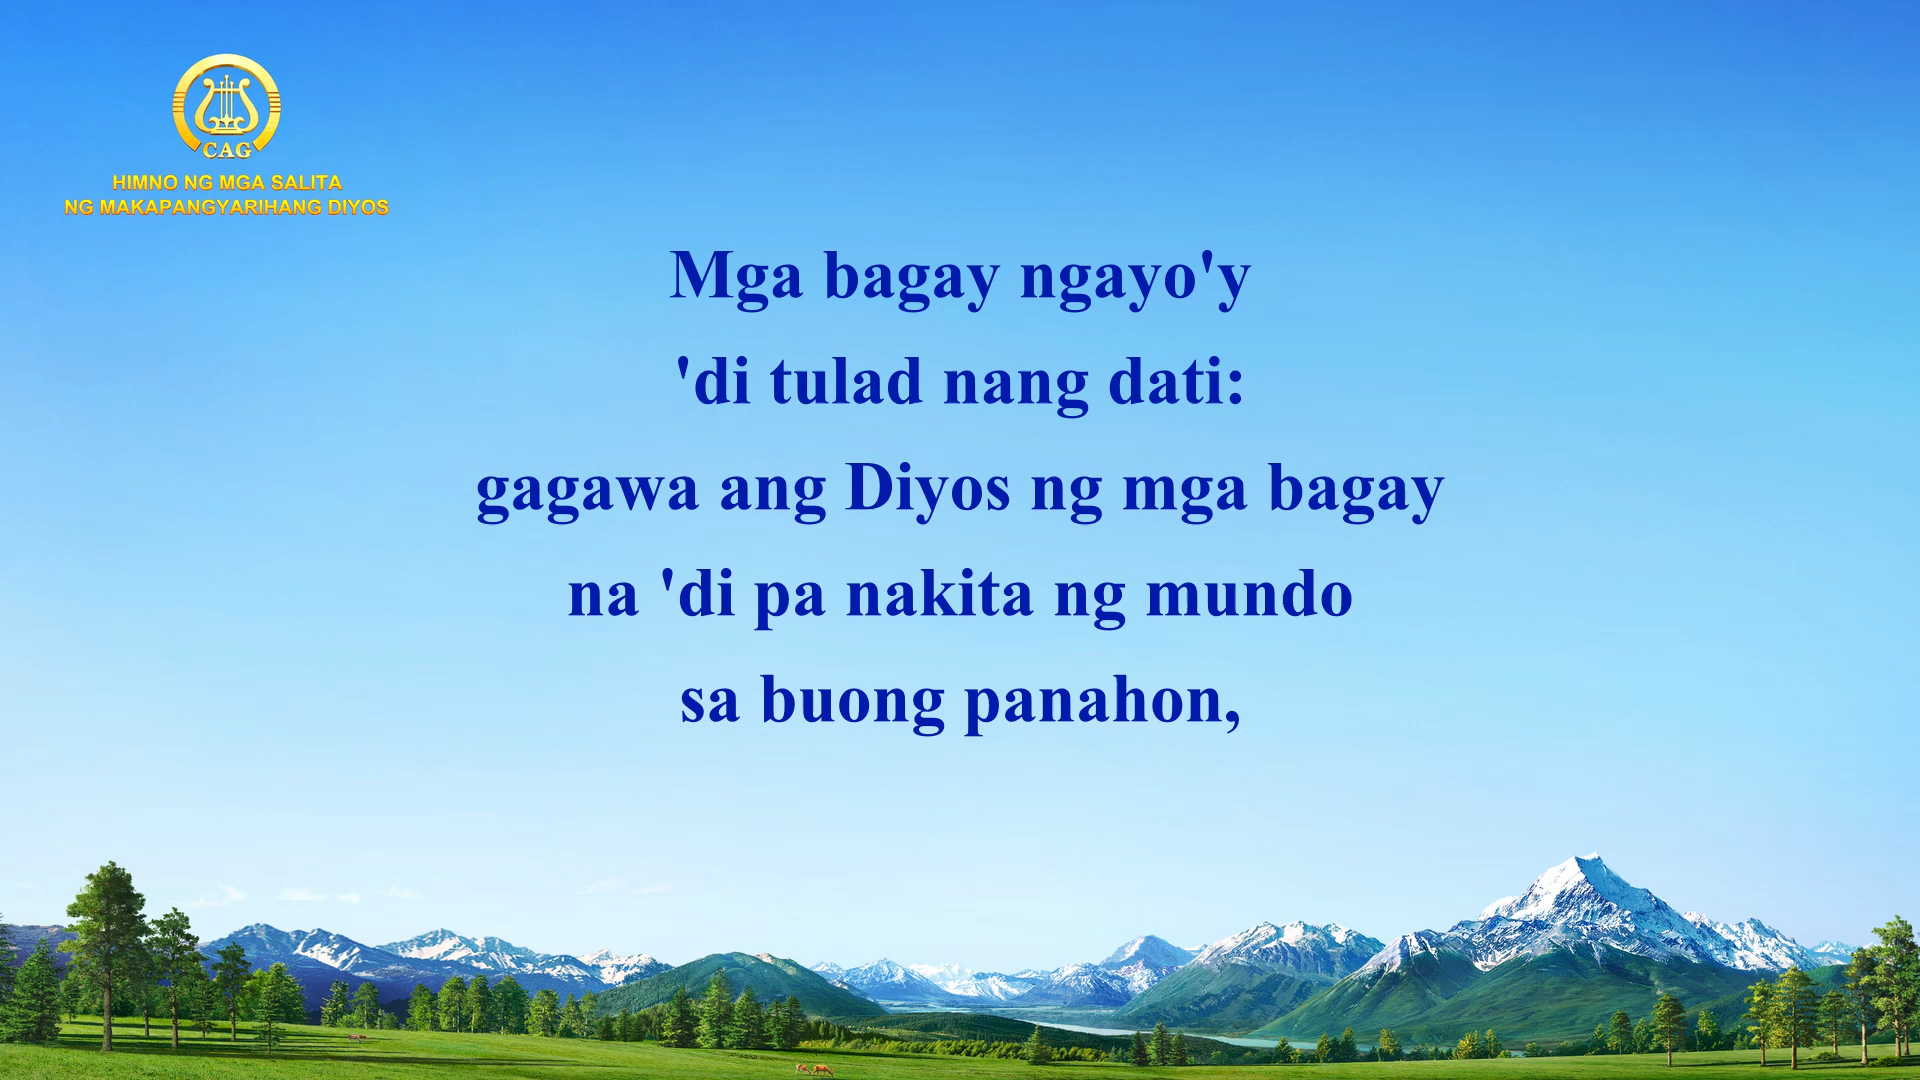 CAG
HIMNO NG MGA SALITA
NG MAKAPANGYARIHANG DIYOS
Mga bagay ngayo'y
'di tulad nang dati:
gagawa ang Diyos ng mga bagay
na 'di pa nakita ng mundo
sa buong panahon,